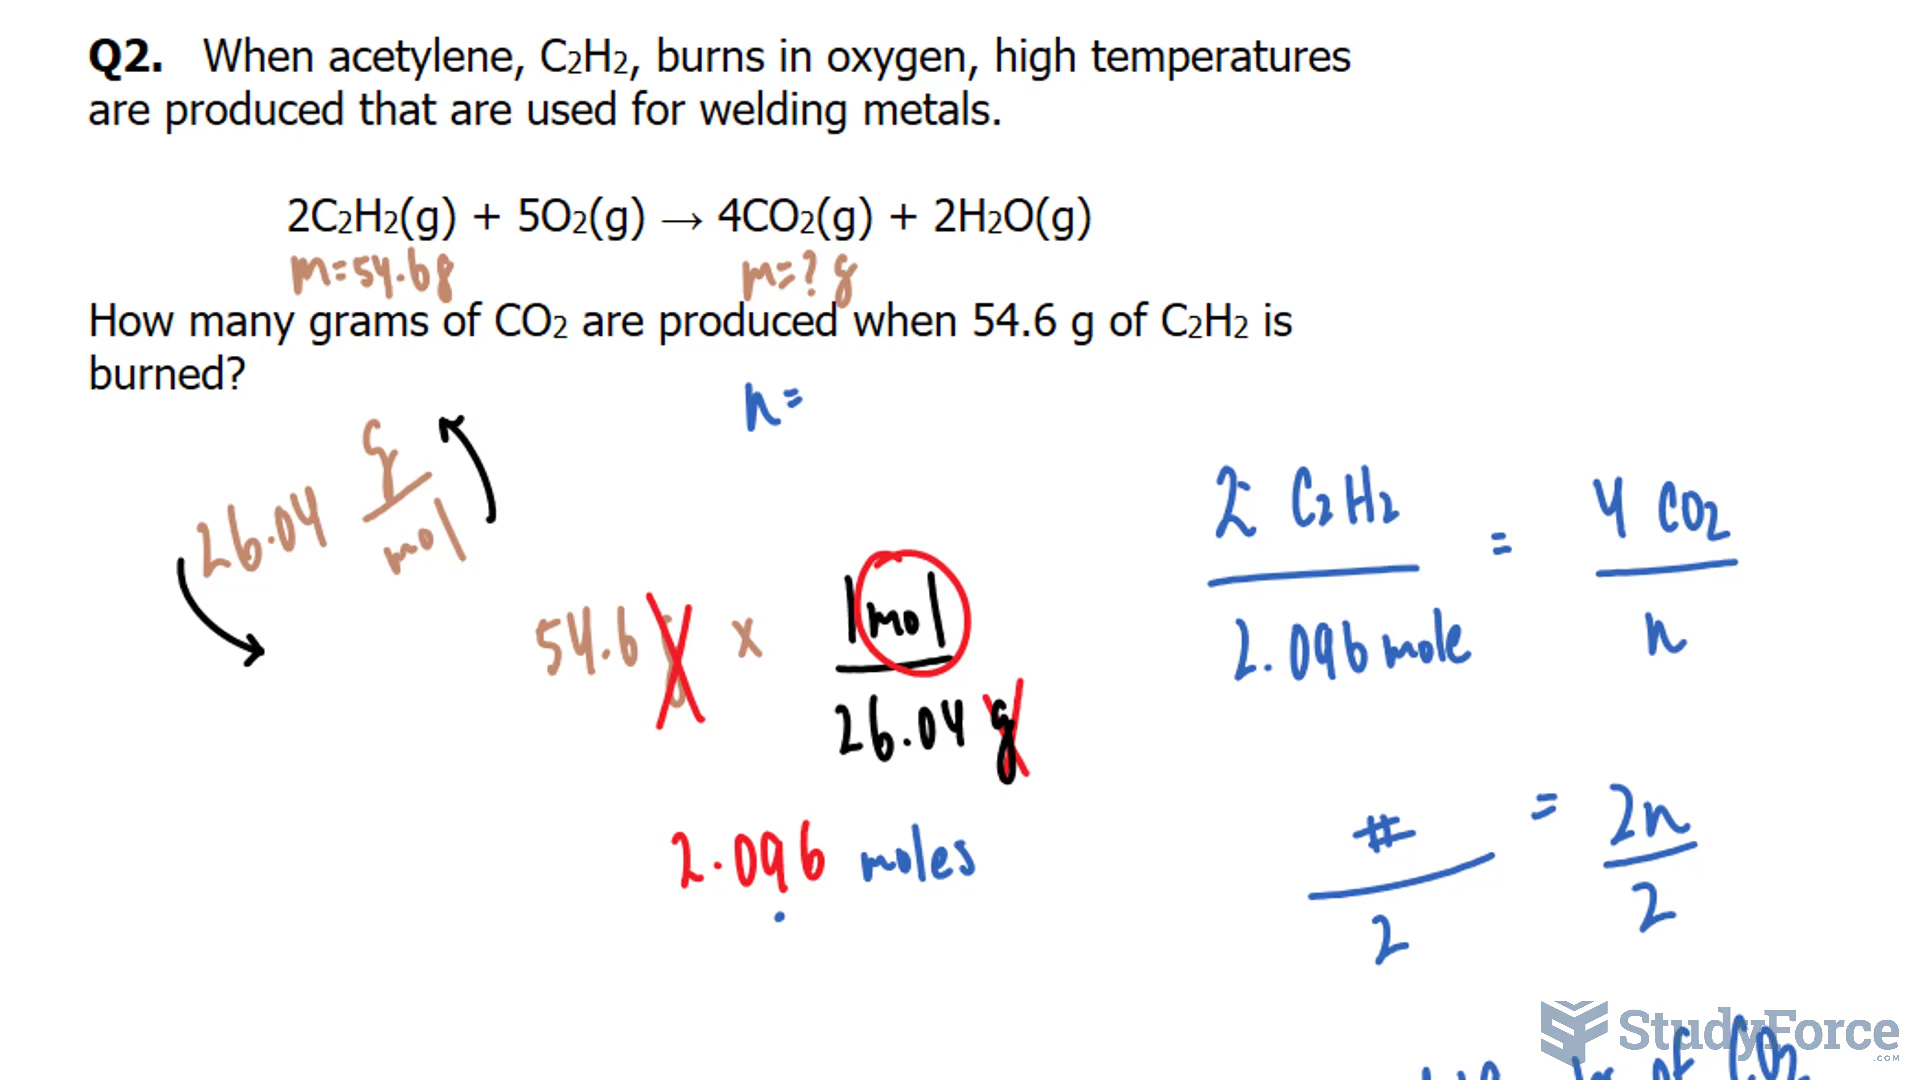 Q2. When acetylene, C2H2, burns in oxygen, high temperatures
are produced that are used for welding metals.
2C2H2(g) + 5O2(g) → 4CO2(g) + 2H2O(g)
m=54.6g m=? g
How many grams of CO2 are produced when 54.6 g of C2H2 is
burned?
n=
26.04 g/mol
54.6 g x 1 mol / 26.04 g
2.096 moles
2 C2H2 / 2.096 mole = 4 CO2 / n
# / 2 = 2n / 2
of CO2
StudyForce
.COM